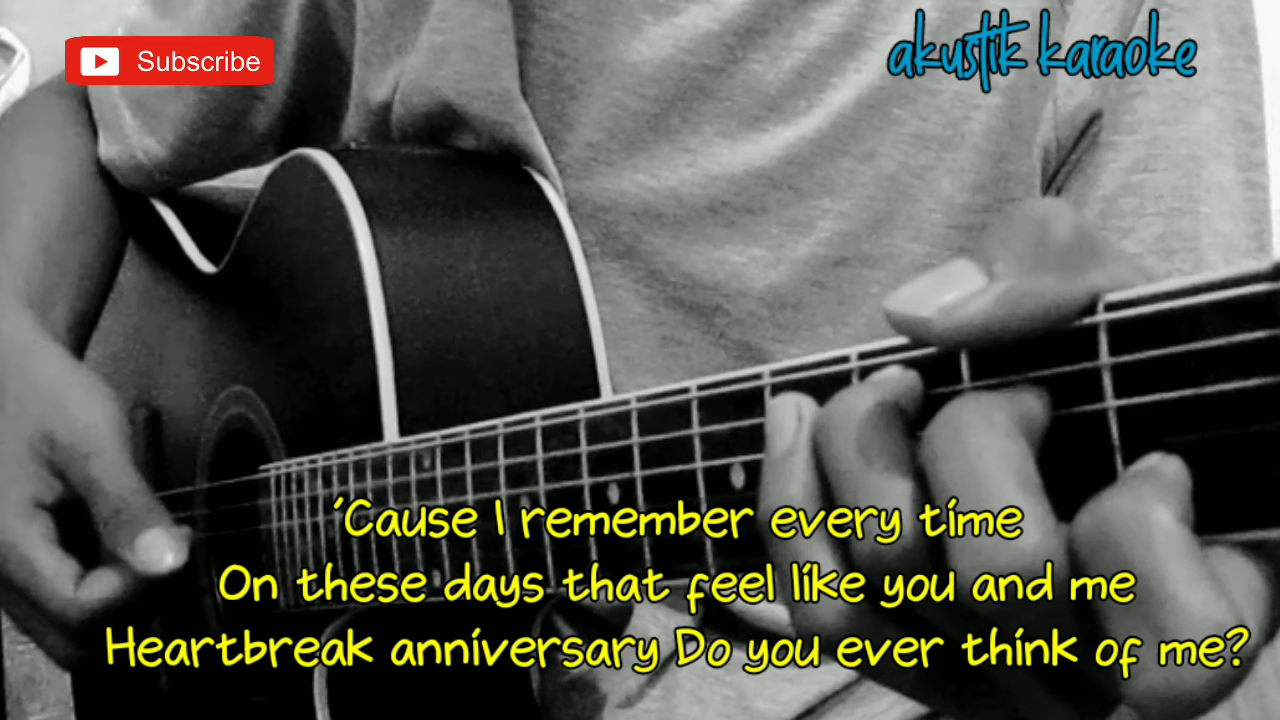 Subscribe
akustik karaoke
'Cause I remember every time
On these days that feel like you and me
Heartbreak anniversary Do you ever think of me?